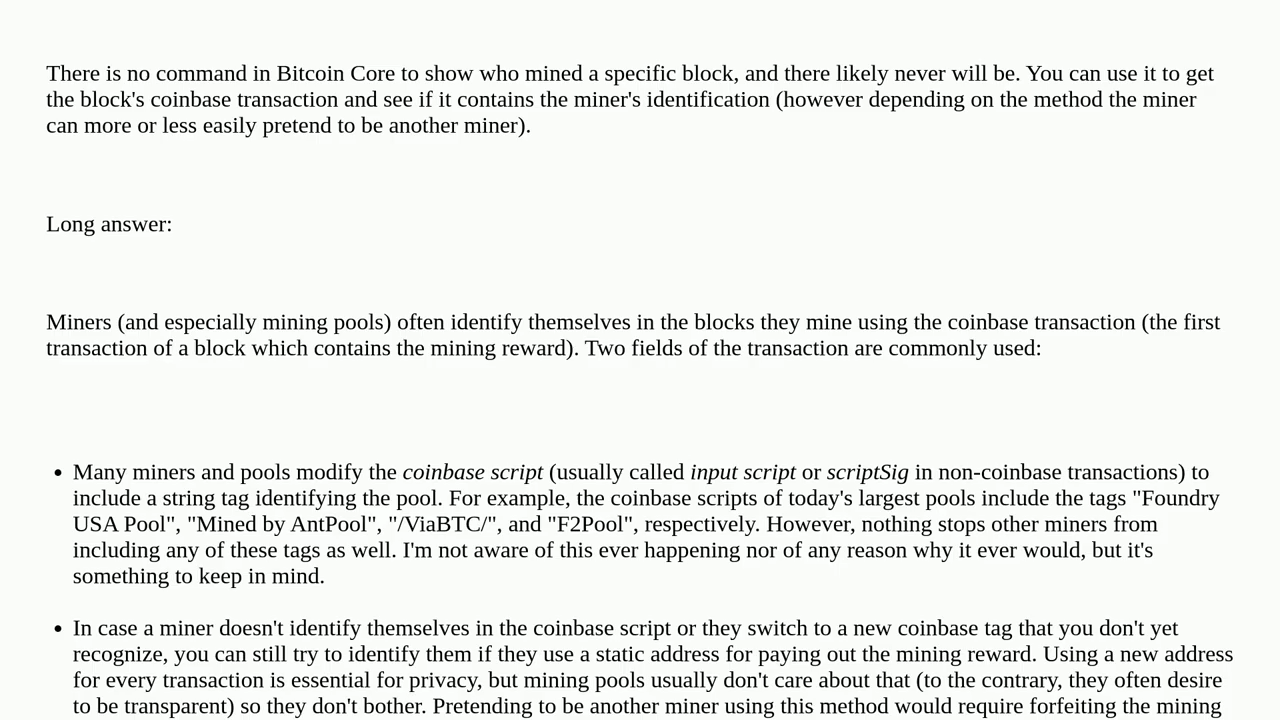 There is no command in Bitcoin Core to show who mined a specific block, and there likely never will be. You can use it to get
the block's coinbase transaction and see if it contains the miner's identification (however depending on the method the miner
can more or less easily pretend to be another miner).
Long answer:
Miners (and especially mining pools) often identify themselves in the blocks they mine using the coinbase transaction (the first
transaction of a block which contains the mining reward). Two fields of the transaction are commonly used:
• Many miners and pools modify the coinbase script (usually called input script or scriptSig in non-coinbase transactions) to
include a string tag identifying the pool. For example, the coinbase scripts of today's largest pools include the tags "Foundry
USA Pool", "Mined by AntPool", "/ViaBTC/", and "F2Pool", respectively. However, nothing stops other miners from
including any of these tags as well. I'm not aware of this ever happening nor of any reason why it ever would, but it's
something to keep in mind.
• In case a miner doesn't identify themselves in the coinbase script or they switch to a new coinbase tag that you don't yet
recognize, you can still try to identify them if they use a static address for paying out the mining reward. Using a new address
for every transaction is essential for privacy, but mining pools usually don't care about that (to the contrary, they often desire
to be transparent) so they don't bother. Pretending to be another miner using this method would require forfeiting the mining